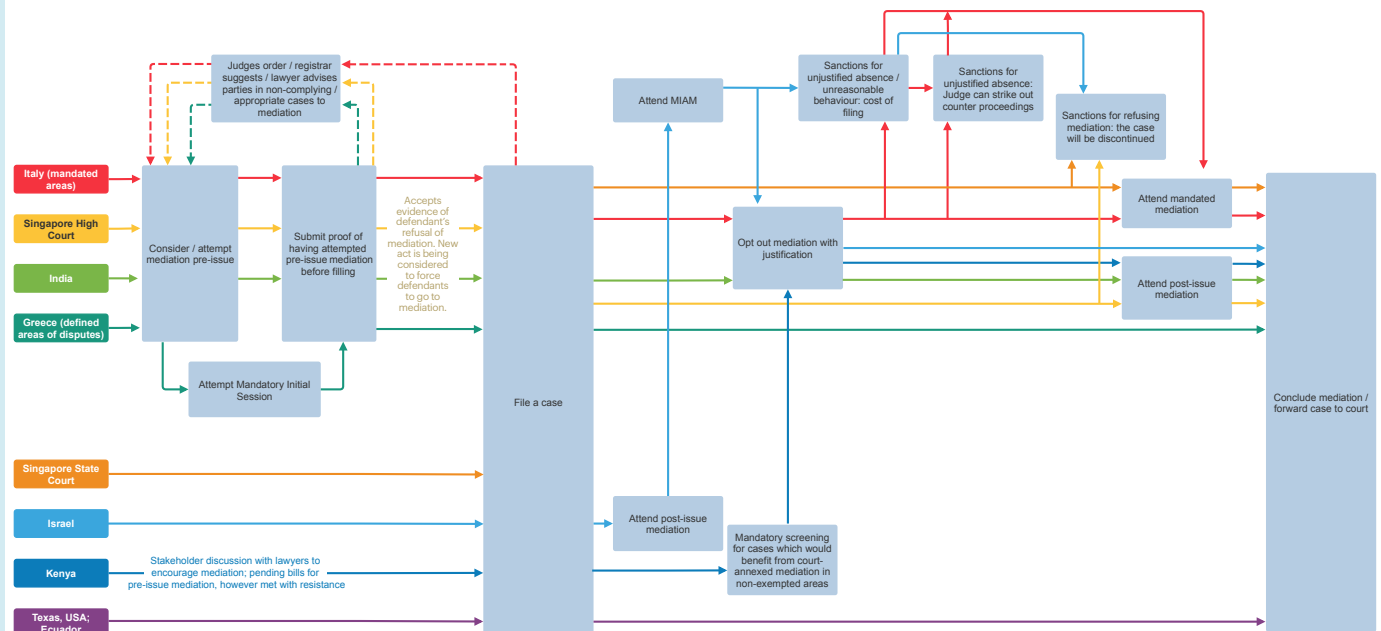 Judges order / registrar
suggests / lawyer advises
parties in non-complying /
appropriate cases to
mediation
Attend MIAM
Sanctions for
unjustified absence /
unreasonable
behaviour: cost of
filing
Sanctions for
unjustified absence:
Judge can strike out
counter proceedings
Sanctions for refusing
mediation: the case
will be discontinued
Italy (mandated
areas)
Singapore High
Court
India
Greece (defined
areas of disputes)
Consider / attempt
mediation pre-issue
Submit proof of
having attempted
pre-issue mediation
before filling
Accepts
evidence of
defendant's
refusal of
mediation. New
act is being
considered
to force
defendants
to go to
mediation.
Opt out mediation with
justification
Attend mandated
mediation
Attend post-issue
mediation
Attempt Mandatory Initial
Session
File a case
Conclude mediation /
forward case to court
Singapore State
Court
Israel
Attend post-issue
mediation
Kenya
Stakeholder discussion with lawyers to
encourage mediation; pending bills for
pre-issue mediation, however met with resistance
Mandatory screening
for cases which would
benefit from court-
annexed mediation in
non-exempted areas
Texas, USA;
Ecuador